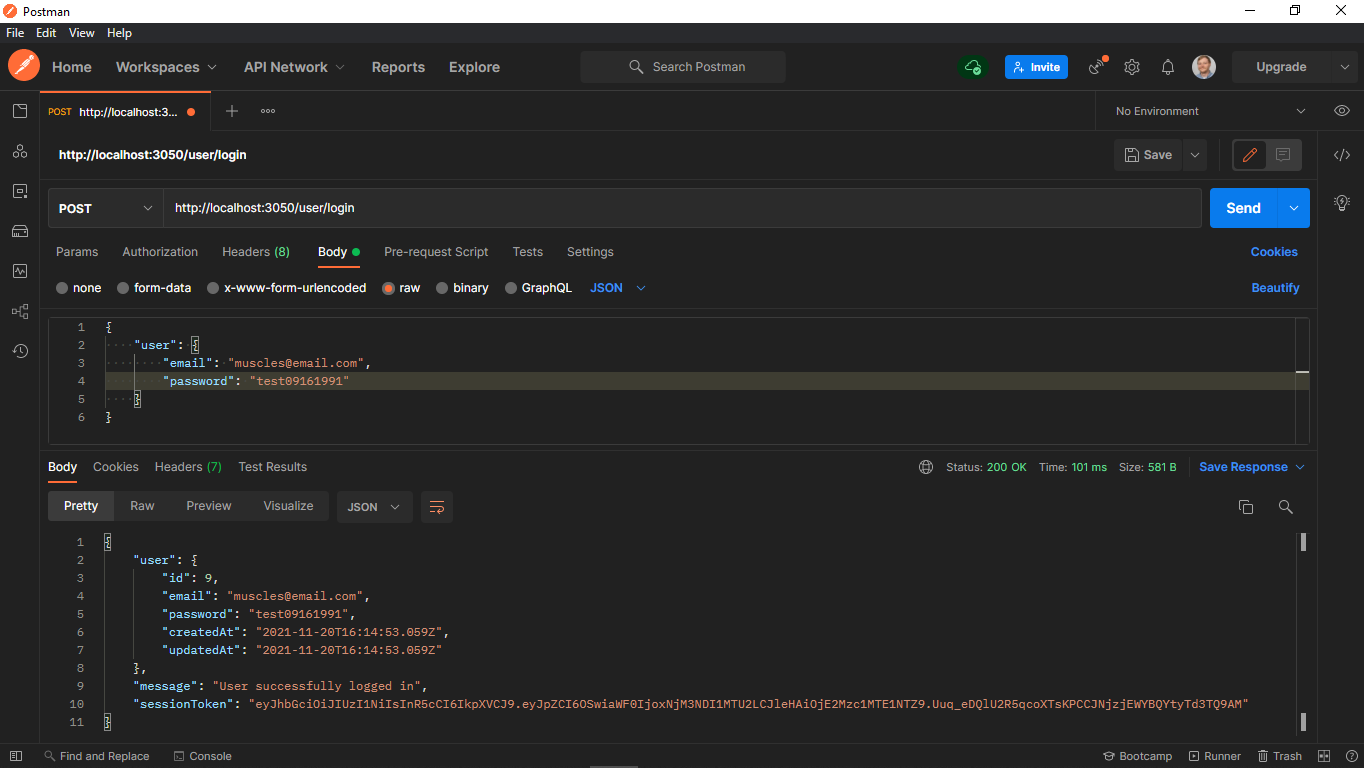 Postman
File Edit View Help
Home Workspaces API Network Reports Explore Search Postman Invite Upgrade
POST http://localhost:3... No Environment
http://localhost:3050/user/login Save
POST http://localhost:3050/user/login Send
Params Authorization Headers (8) Body Pre-request Script Tests Settings Cookies
none form-data x-www-form-urlencoded raw binary GraphQL JSON Beautify
1 {
2 "user": {
3 "email": "muscles@email.com",
4 "password": "test09161991"
5 }
6 }
Body Cookies Headers (7) Test Results Status: 200 OK Time: 101 ms Size: 581 B Save Response
Pretty Raw Preview Visualize JSON
1 {
2 "user": {
3 "id": 9,
4 "email": "muscles@email.com",
5 "password": "test09161991",
6 "createdAt": "2021-11-20T16:14:53.059Z",
7 "updatedAt": "2021-11-20T16:14:53.059Z"
8 },
9 "message": "User successfully logged in",
10 "sessionToken": "eyJhbGciOiJIUzI1NiIsInR5cCI6IkpXVCJ9.eyJpZCI6OSwiaWF0IjoxNjM3NDI1MTU2LCJleHAiOjE2Mzc1MTE1NTZ9.Uuq_eDQlU2R5qcoXTsKPCCJNjzjEWYBQYtyTd3TQ9AM"
11 }
Find and Replace Console Bootcamp Runner Trash